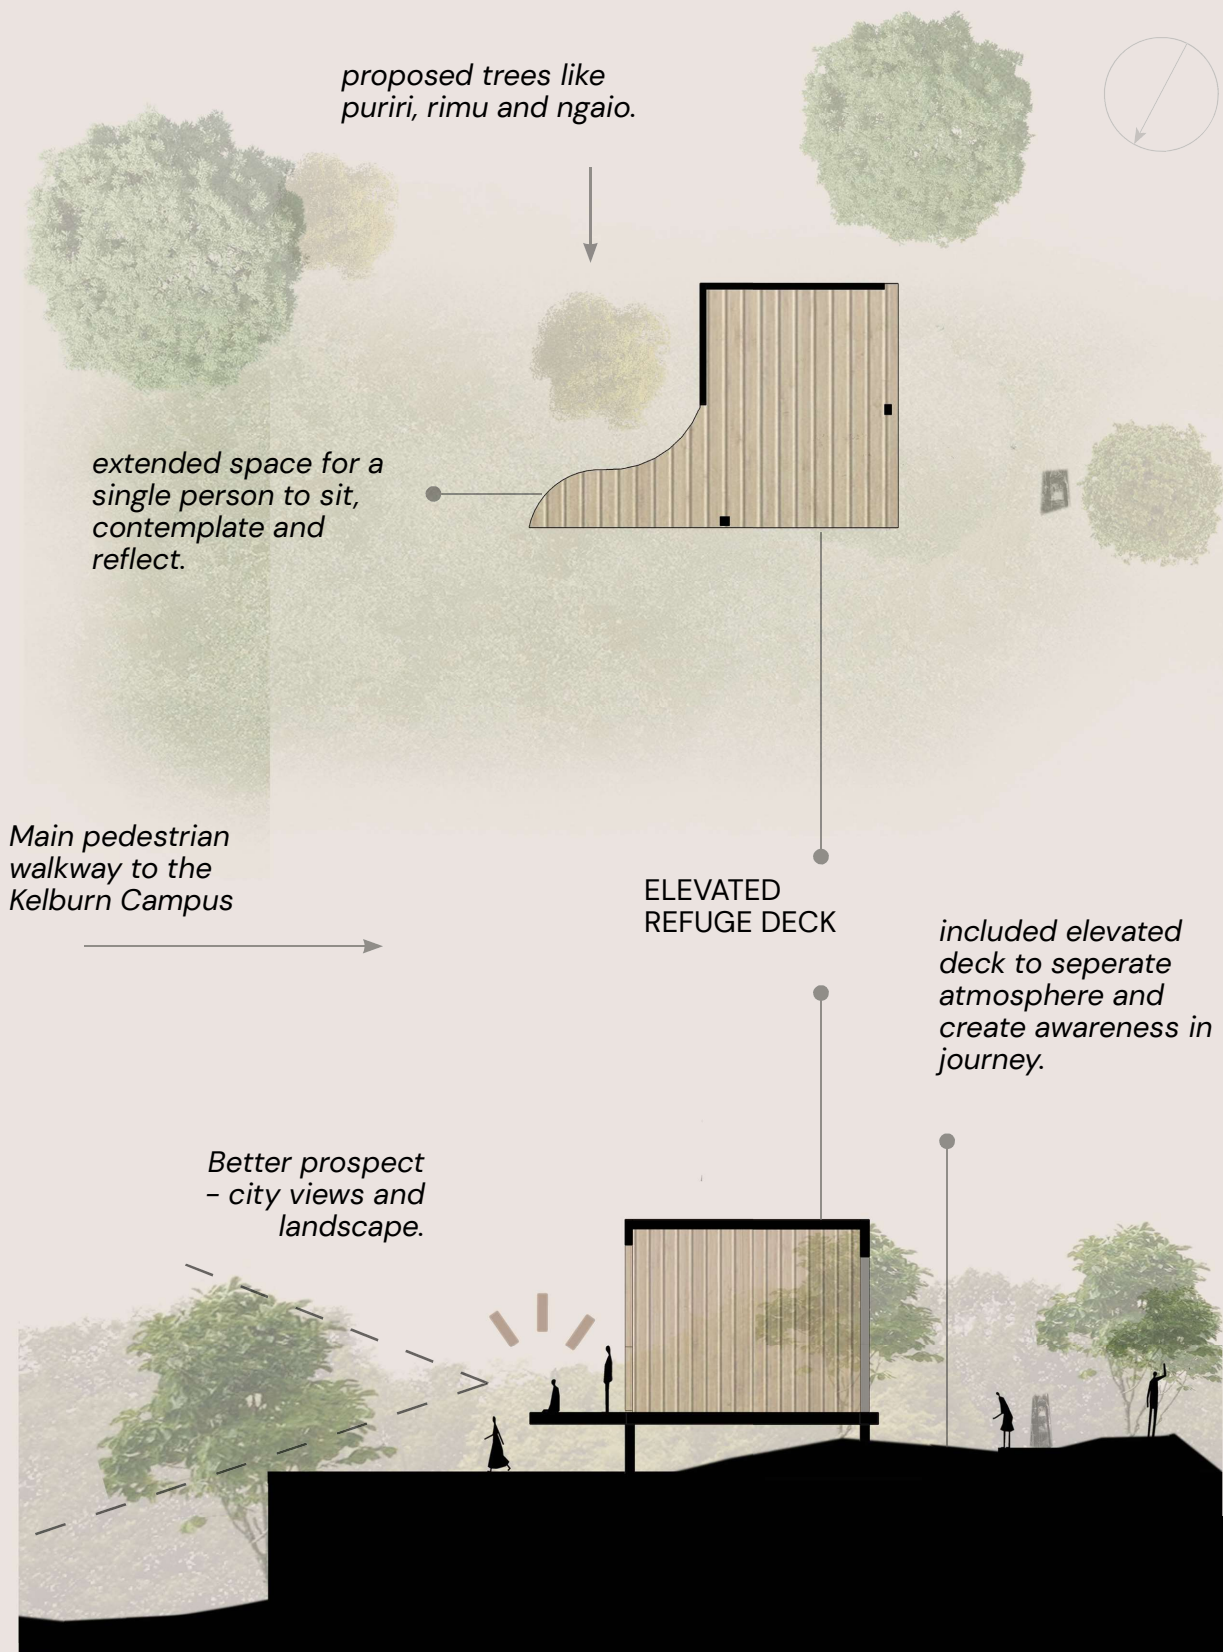 proposed trees like
puriri, rimu and ngaio.
extended space for a
single person to sit,
contemplate and
reflect.
Main pedestrian
walkway to the
Kelburn Campus
ELEVATED
REFUGE DECK
included elevated
deck to seperate
atmosphere and
create awareness in
journey.
Better prospect
- city views and
landscape.